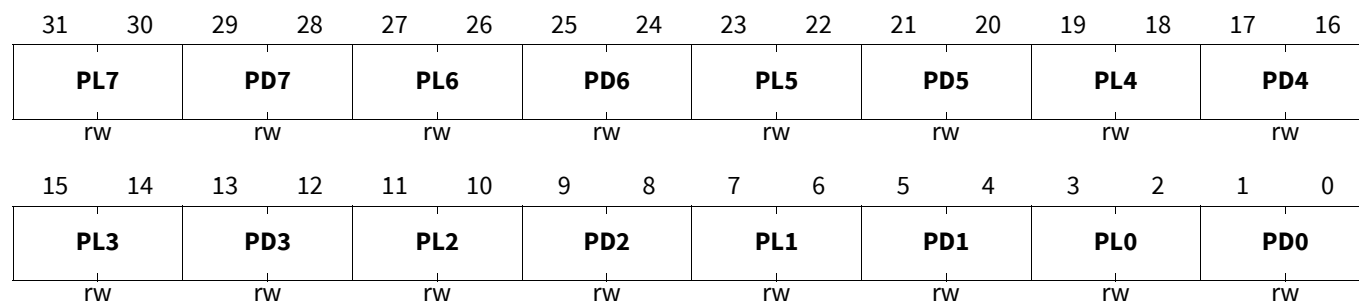 31 30 29 28 27 26 25 24 23 22 21 20 19 18 17 16
PL7 PD7 PL6 PD6 PL5 PD5 PL4 PD4
rw rw rw rw rw rw rw rw
15 14 13 12 11 10 9 8 7 6 5 4 3 2 1 0
PL3 PD3 PL2 PD2 PL1 PD1 PL0 PD0
rw rw rw rw rw rw rw rw